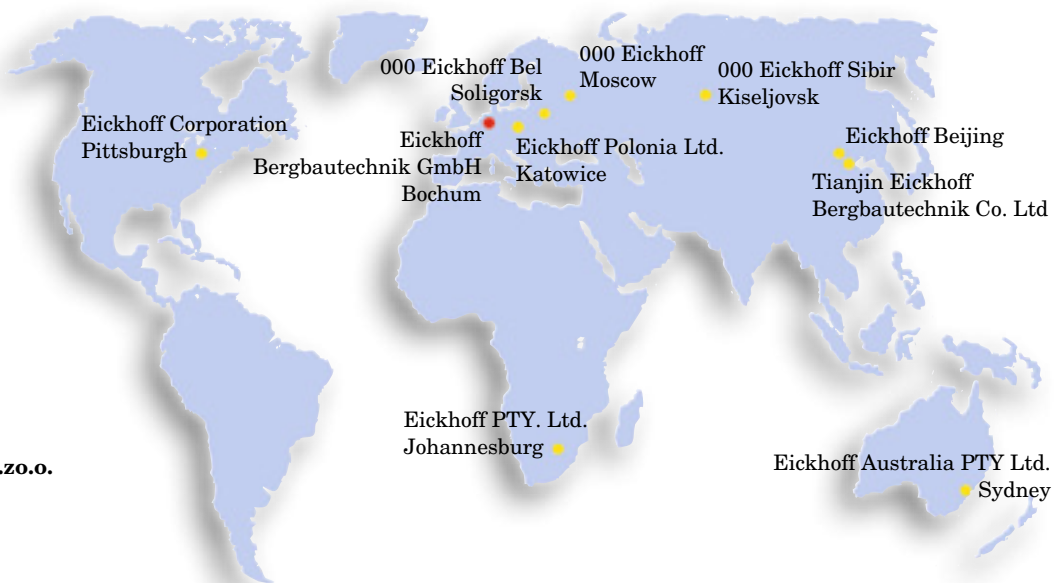 000 Eickhoff Bel
Soligorsk
000 Eickhoff
Moscow
000 Eickhoff Sibir
Kiseljovsk
Eickhoff Corporation
Pittsburgh
Eickhoff
Bergbautechnik GmbH
Bochum
Eickhoff Polonia Ltd.
Katowice
Eickhoff Beijing
Tianjin Eickhoff
Bergbautechnik Co. Ltd
Eickhoff PTY. Ltd.
Johannesburg
.zo.o.
Eickhoff Australia PTY Ltd.
Sydney